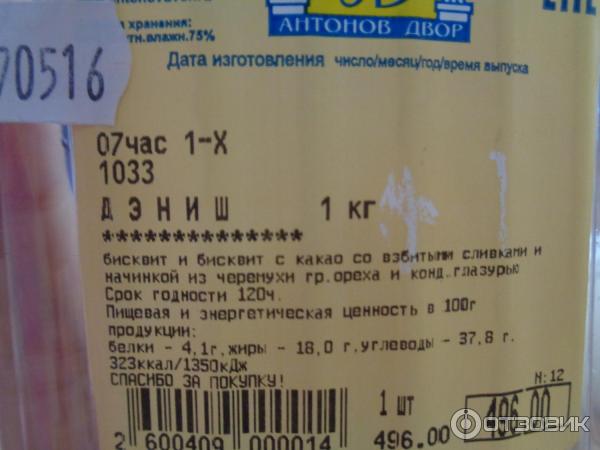 АНТОНОВ ДВОР
хранения:
тн.влажн.75%
Дата изготовления число/месяц/год/время выпуска
70516
07час 1-Х
1033
ДЭНИШ 1 кг
*************
бисквит и бисквит с какао со взбитыми сливками и
начинкой из черемухи гр.ореха и конд.глазурью
Срок годности 120ч.
Пищевая и энергетическая ценность в 100г
продукции:
белки - 4,1г,жиры - 18,0 г,углеводы - 37,8 г.
323ккал/1350кДж
СПАСИБО ЗА ПОКУПКУ!
N:12
1 шт
496.00 496.00
2 600409 000014
ОТЗОВИК